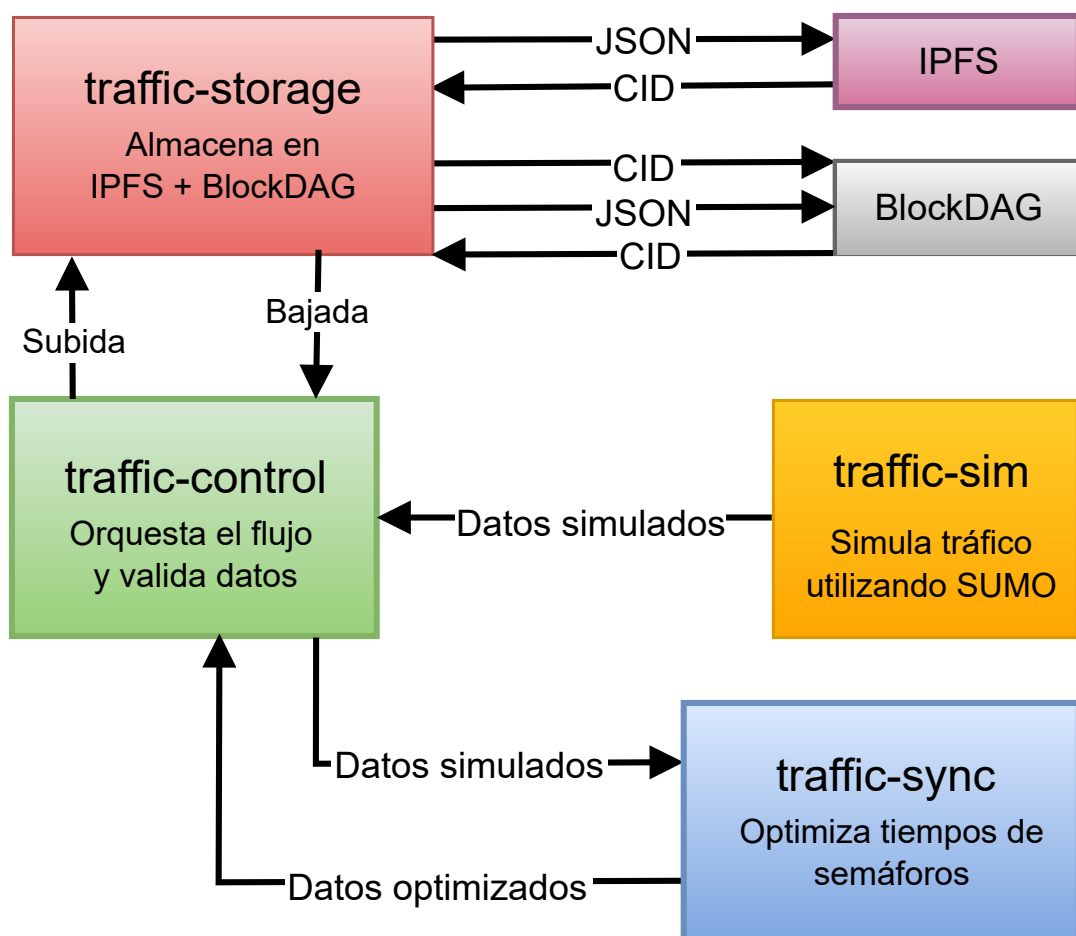 traffic-storage
Almacena en
IPFS + BlockDAG
JSON
CID
IPFS
CID
JSON
CID
BlockDAG
Subida
Bajada
traffic-control
Orquesta el flujo
y valida datos
Datos simulados
traffic-sim
Simula tráfico
utilizando SUMO
Datos simulados
Datos optimizados
traffic-sync
Optimiza tiempos de
semáforos